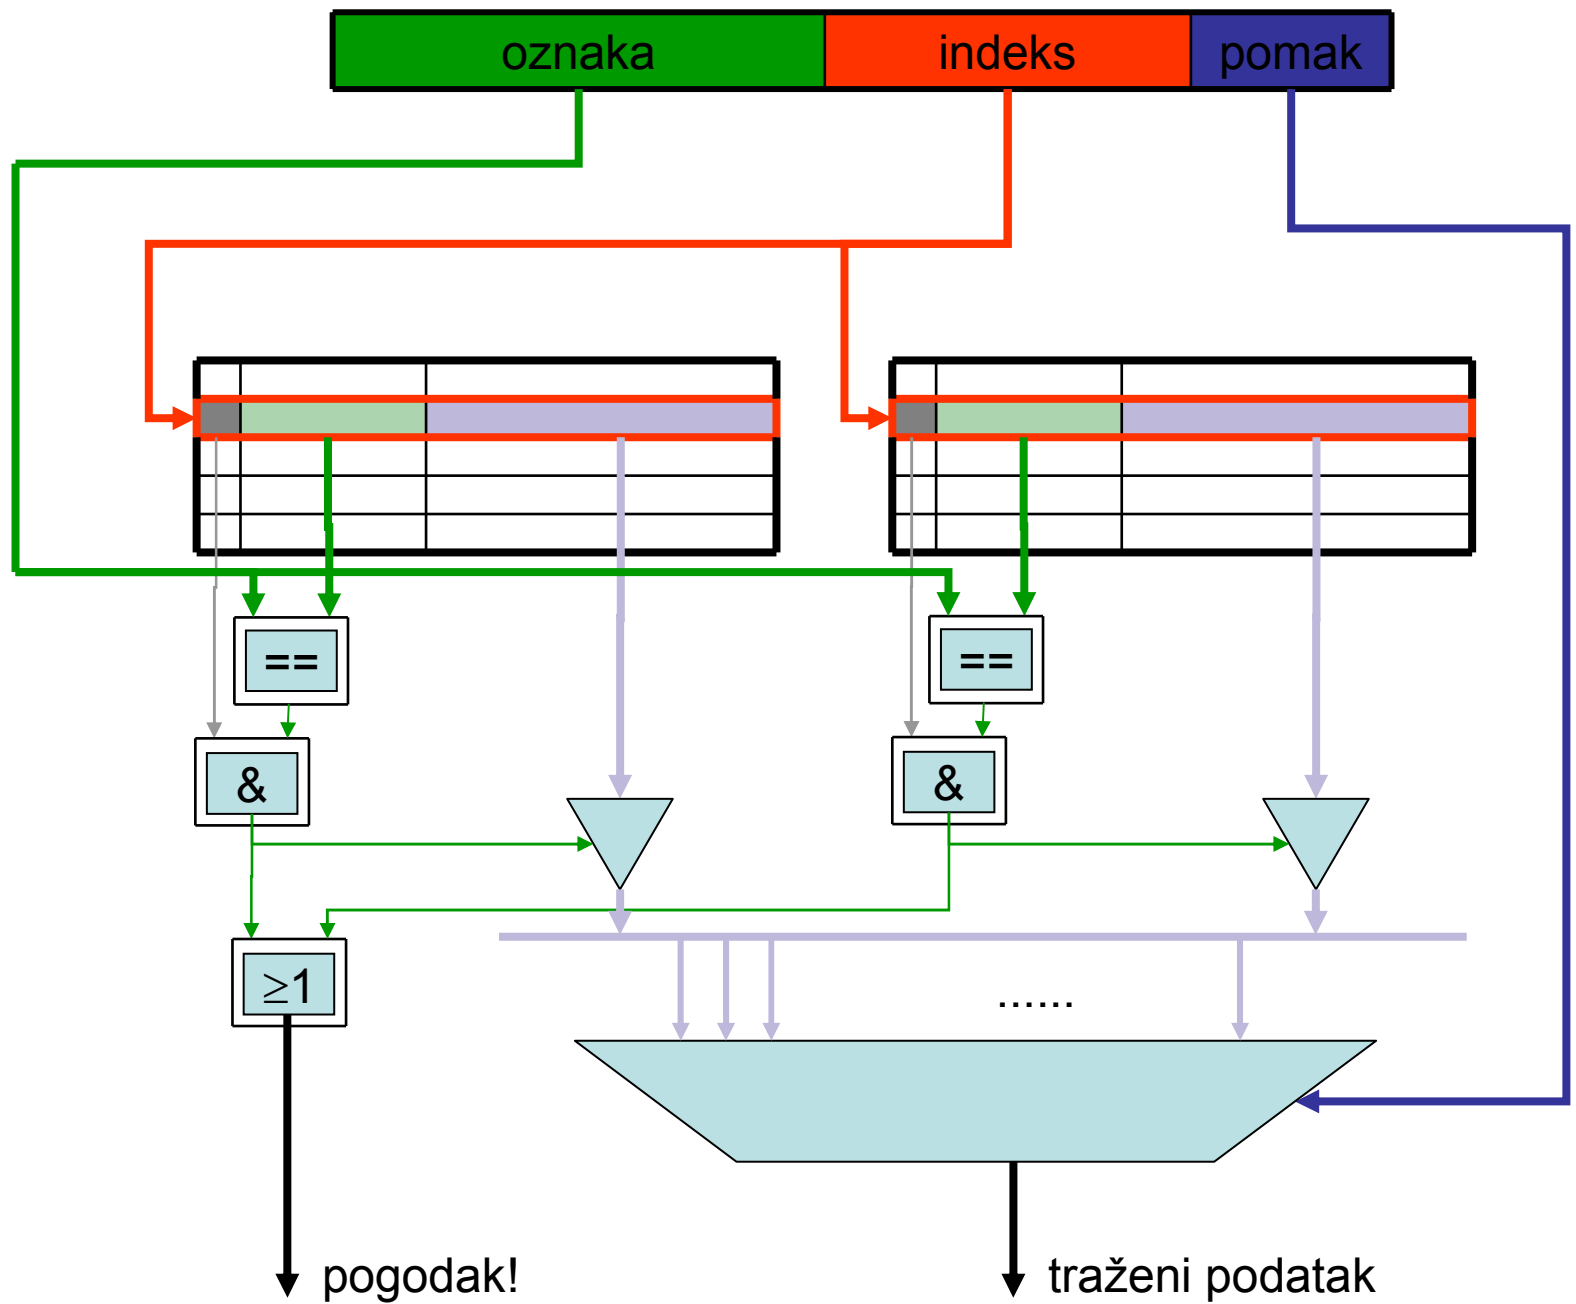 oznaka indeks pomak
== ==
& &
≥1
......
pogodak! traženi podatak